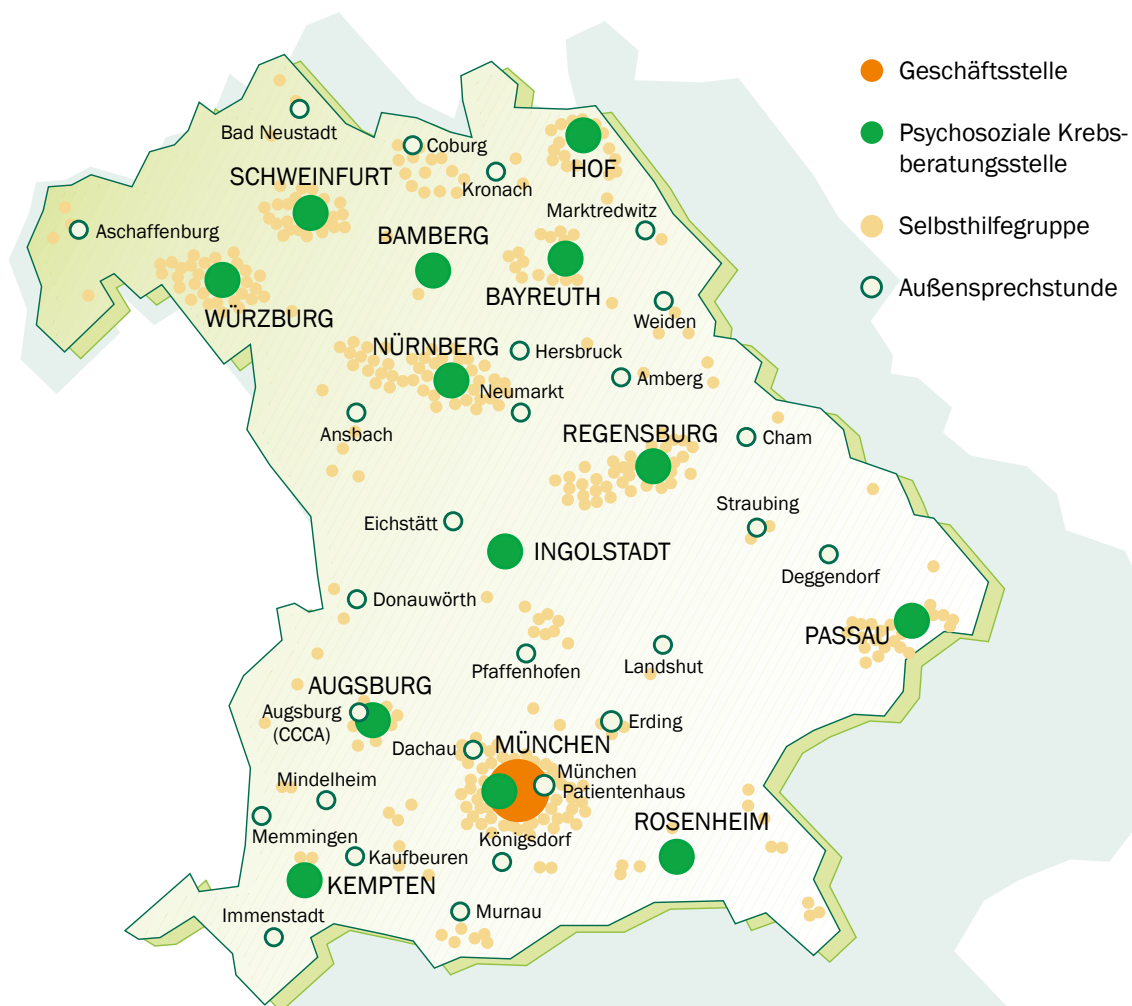 Geschäftsstelle
Psychosoziale Krebs-
beratungsstelle
Selbsthilfegruppe
Außensprechstunde
Bad Neustadt
Coburg
SCHWEINFURT
Kronach
HOF
Marktredwitz
Aschaffenburg
BAMBERG
BAYREUTH
WÜRZBURG
Weiden
NÜRNBERG
Hersbruck
Amberg
Neumarkt
Ansbach
REGENSBURG
Cham
Straubing
Eichstätt
INGOLSTADT
Deggendorf
Donauwörth
PASSAU
Pfaffenhofen
Landshut
AUGSBURG
Augsburg
(CCCA)
Erding
Dachau
MÜNCHEN
München
Patientenhaus
Mindelheim
ROSENHEIM
Memmingen
Königsdorf
Kaufbeuren
KEMPTEN
Immenstadt
Murnau